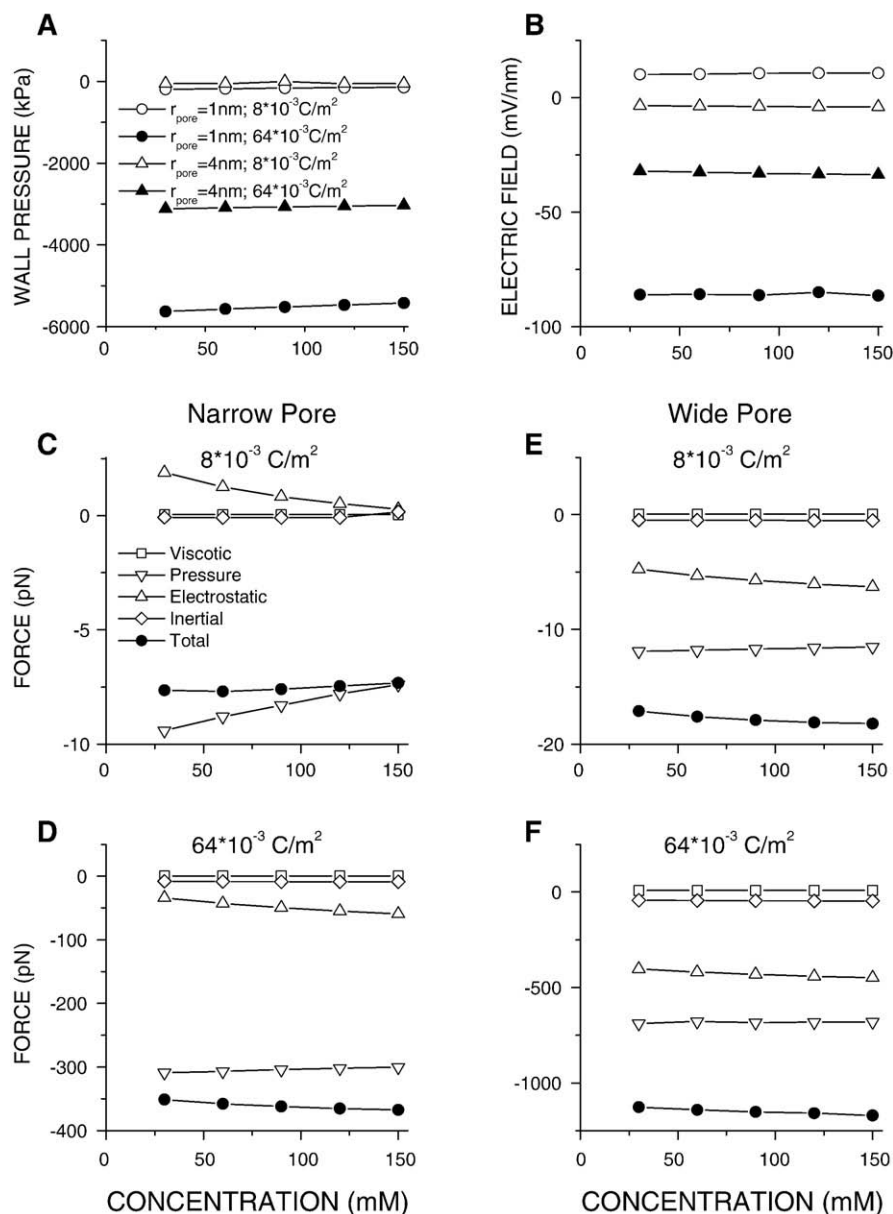 A
WALL PRESSURE (kPa)
0
-2000
-4000
-6000
r_pore=1nm; 8*10^-3C/m^2
r_pore=1nm; 64*10^-3C/m^2
r_pore=4nm; 8*10^-3C/m^2
r_pore=4nm; 64*10^-3C/m^2
0 50 100 150
B
ELECTRIC FIELD (mV/nm)
0
-50
-100
0 50 100 150
Narrow Pore
C
8*10^-3 C/m^2
FORCE (pN)
0
-5
-10
Viscotic
Pressure
Electrostatic
Inertial
Total
0 50 100 150
Wide Pore
E
8*10^-3 C/m^2
0
-10
-20
0 50 100 150
D
64*10^-3 C/m^2
FORCE (pN)
0
-100
-200
-300
-400
0 50 100 150
CONCENTRATION (mM)
F
64*10^-3 C/m^2
0
-500
-1000
0 50 100 150
CONCENTRATION (mM)